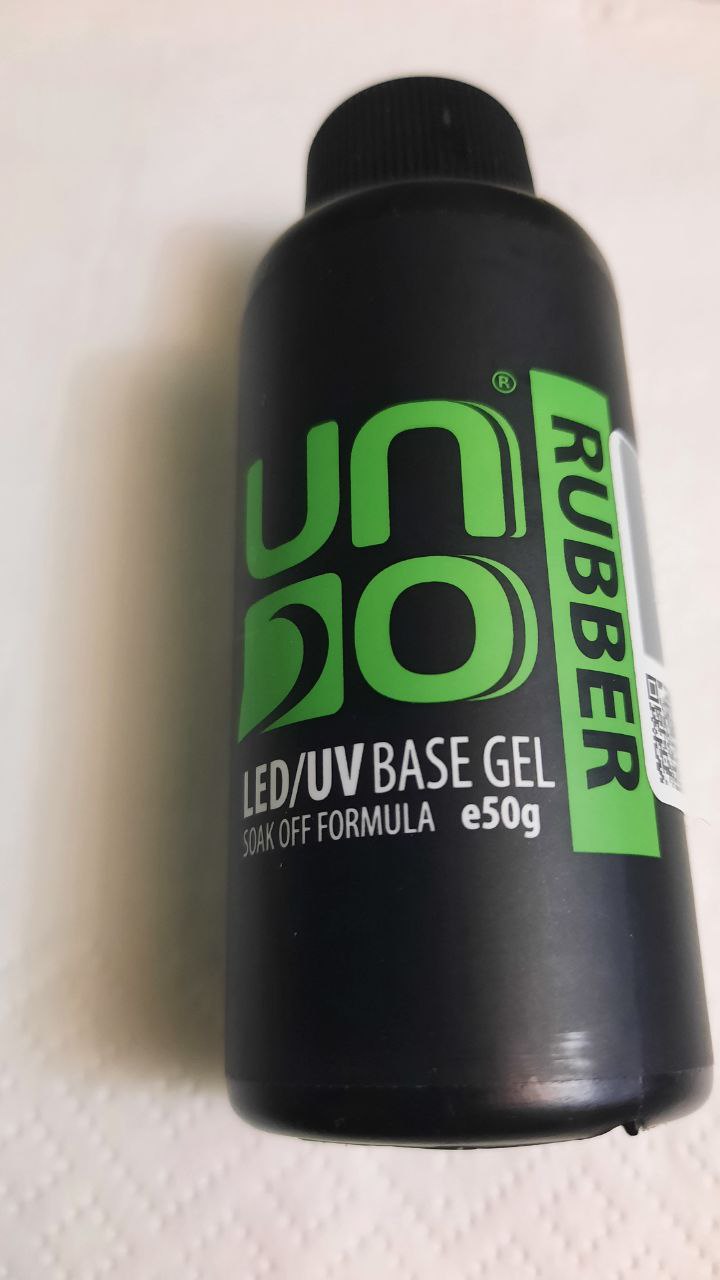 UNO
®
LED/UV BASE GEL
SOAK OFF FORMULA e50g
RUBBER